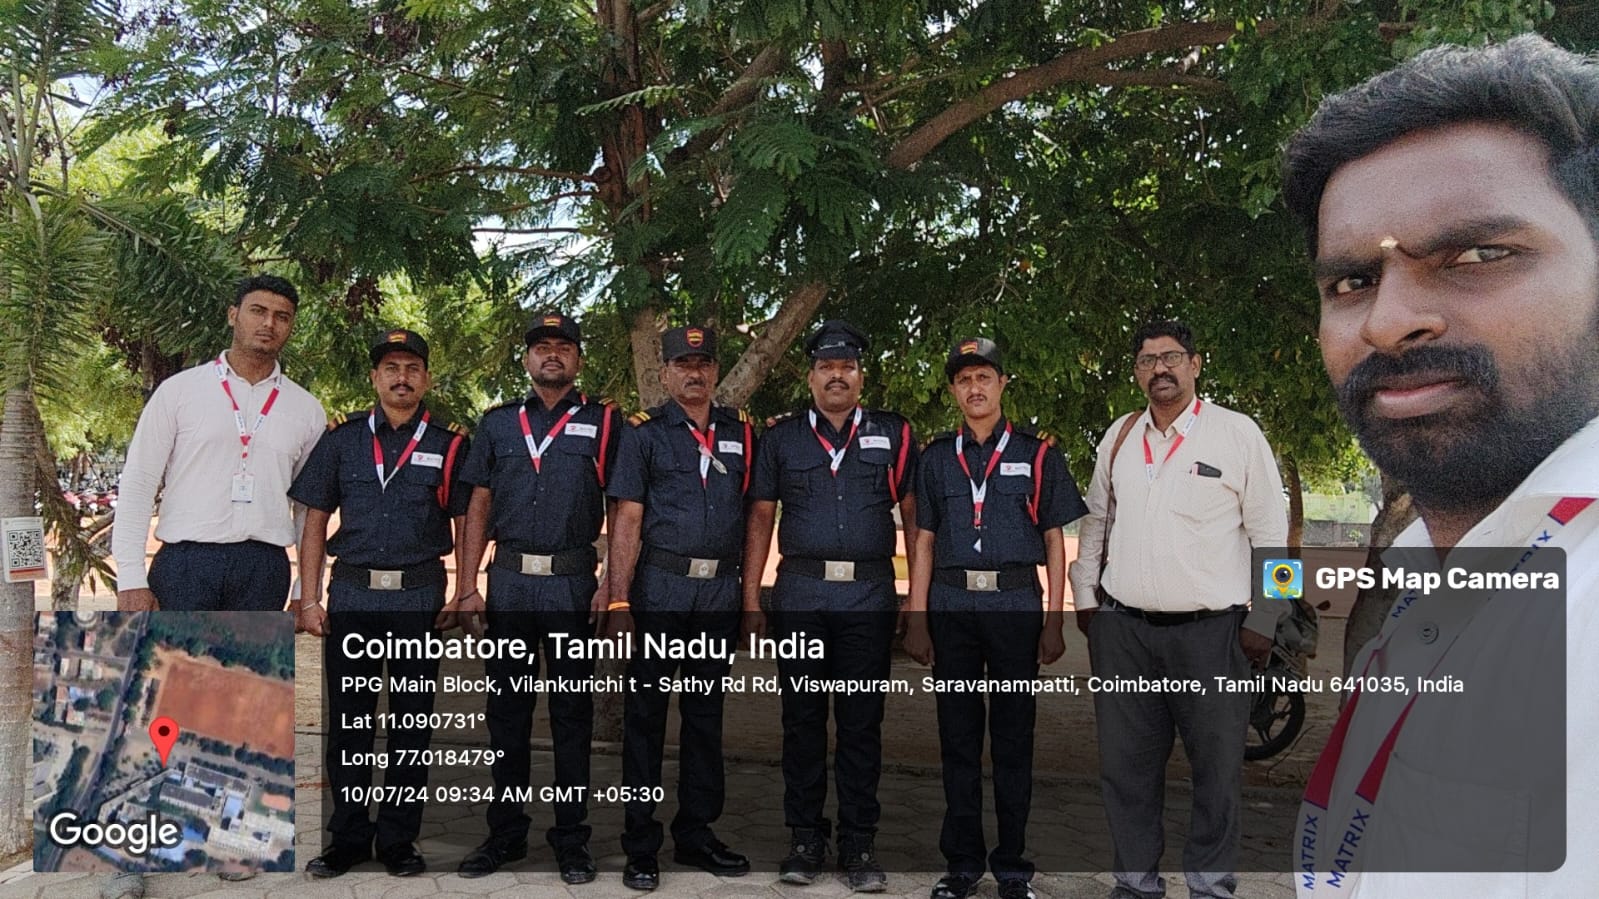 GPS Map Camera
Coimbatore, Tamil Nadu, India
PPG Main Block, Vilankurichi t - Sathy Rd Rd, Viswapuram, Saravanampatti, Coimbatore, Tamil Nadu 641035, India
Lat 11.090731°
Long 77.018479°
10/07/24 09:34 AM GMT +05:30
Google
MATRIX
MATRIX
MATRIX
MATRIX